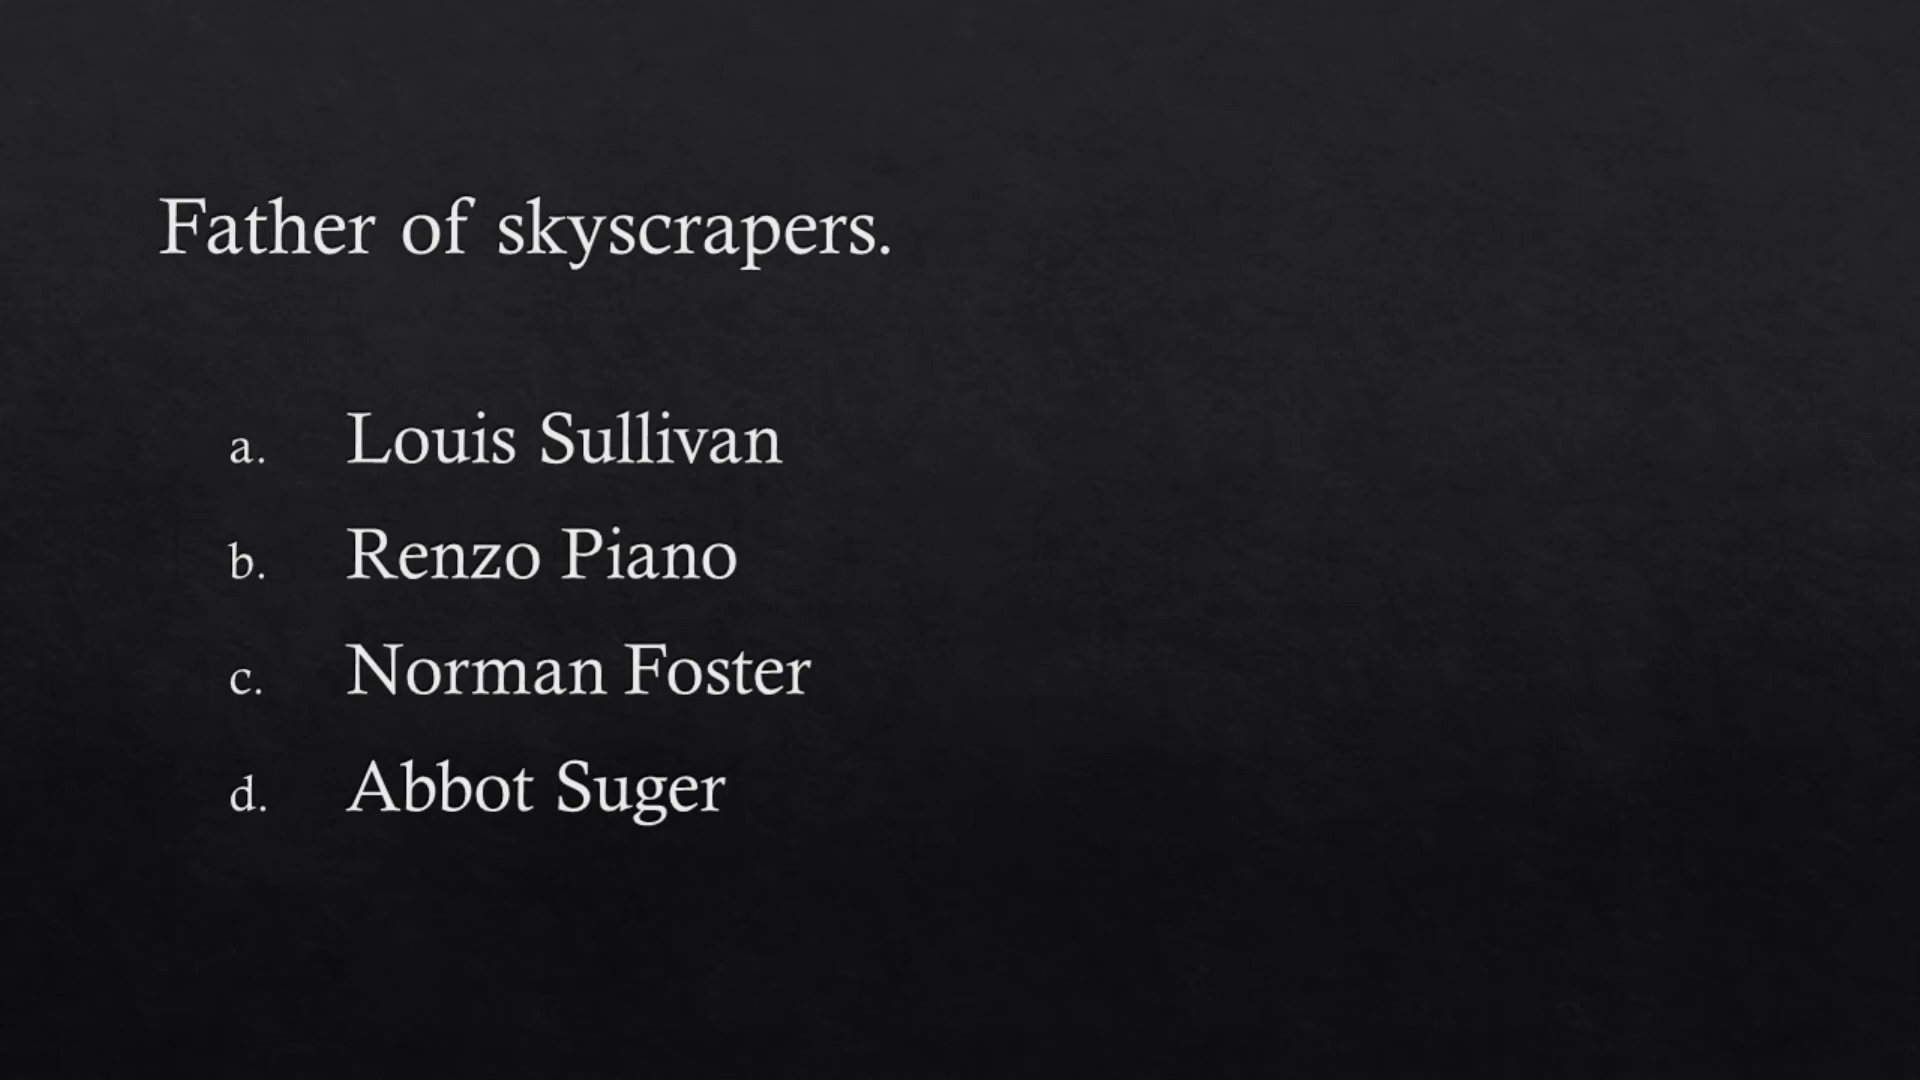 Father of skyscrapers.
a. Louis Sullivan
b. Renzo Piano
c. Norman Foster
d. Abbot Suger